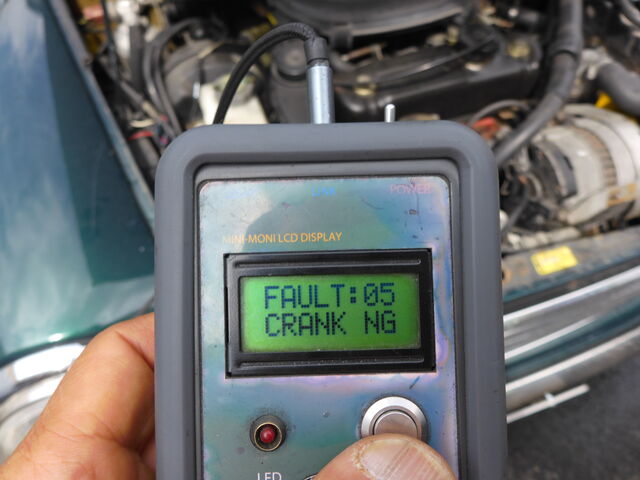 POWER
MINI-MONI LCD DISPLAY
FAULT:05
CRANK NG
LED